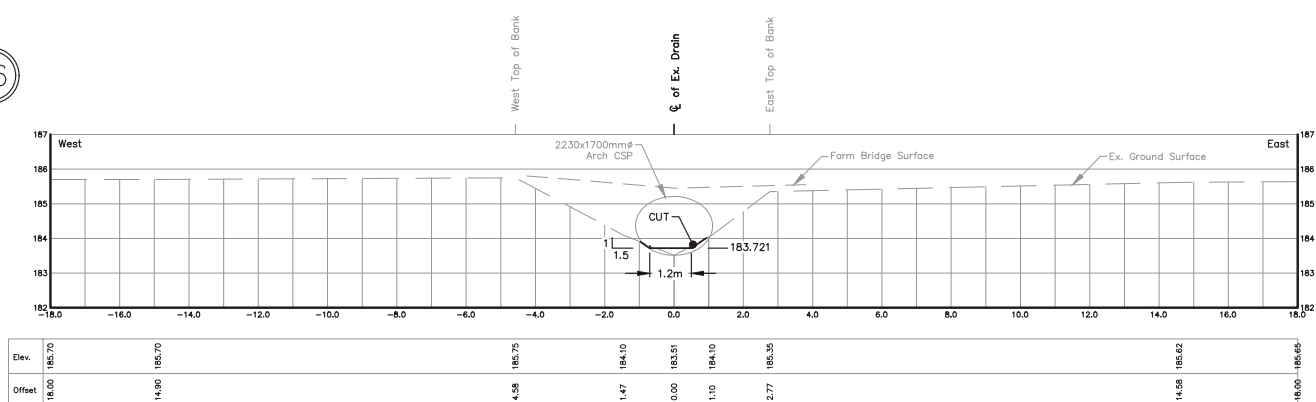 West Top of Bank
℄ of Ex. Drain
East Top of Bank
187 187
West East
2230x1700mmø
Arch CSP
Farm Bridge Surface
Ex. Ground Surface
186 186
185 185
CUT
184 184
1
1.5
183.721
183 183
1.2m
182 182
-18.0 -16.0 -14.0 -12.0 -10.0 -8.0 -6.0 -4.0 -2.0 0.0 2.0 4.0 6.0 8.0 10.0 12.0 14.0 16.0 18.0
Elev. 185.70 185.70 185.75 184.10 183.51 184.10 185.35 185.62 185.65
Offset 18.00 14.90 4.58 1.47 0.00 1.10 2.77 14.58 18.00